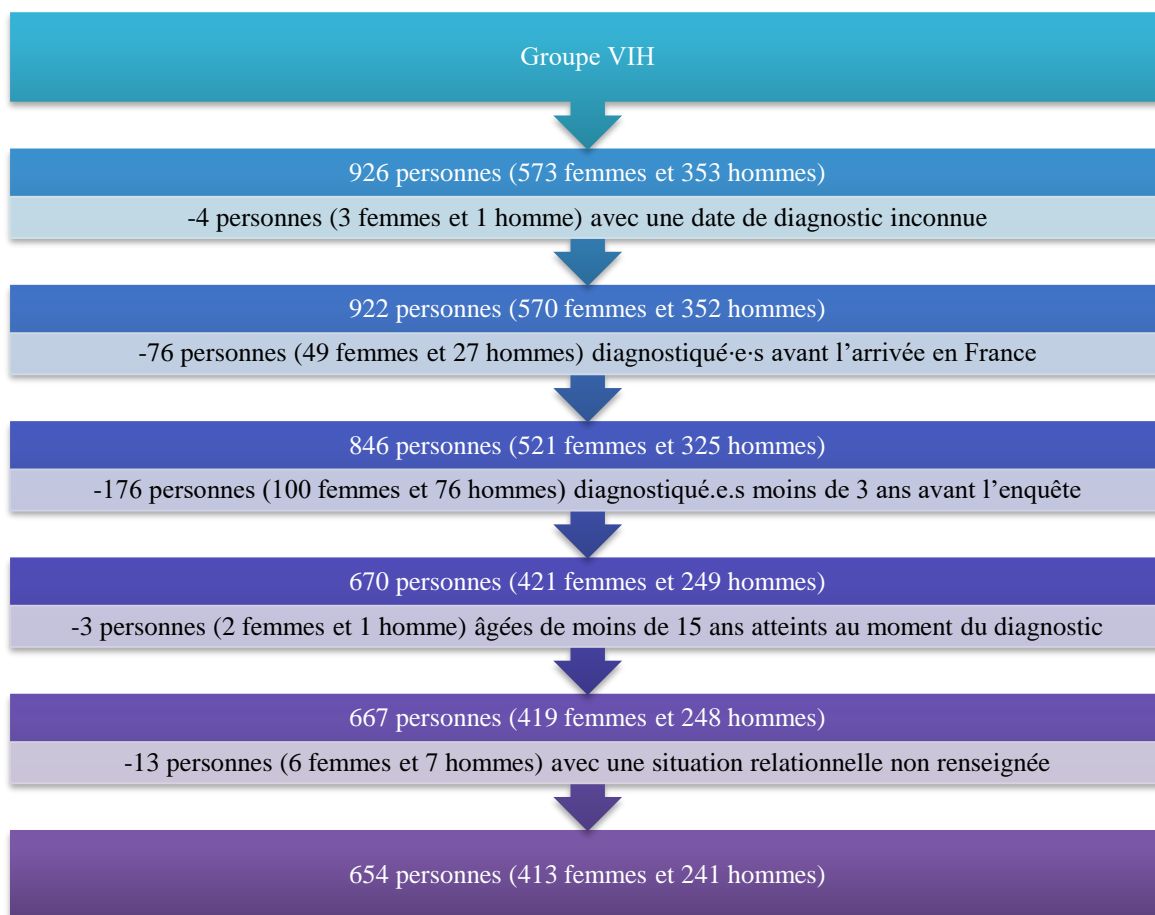 Groupe VIH
926 personnes (573 femmes et 353 hommes)
-4 personnes (3 femmes et 1 homme) avec une date de diagnostic inconnue
922 personnes (570 femmes et 352 hommes)
-76 personnes (49 femmes et 27 hommes) diagnostiqué·e·s avant l’arrivée en France
846 personnes (521 femmes et 325 hommes)
-176 personnes (100 femmes et 76 hommes) diagnostiqué.e.s moins de 3 ans avant l’enquête
670 personnes (421 femmes et 249 hommes)
-3 personnes (2 femmes et 1 homme) âgées de moins de 15 ans atteints au moment du diagnostic
667 personnes (419 femmes et 248 hommes)
-13 personnes (6 femmes et 7 hommes) avec une situation relationnelle non renseignée
654 personnes (413 femmes et 241 hommes)